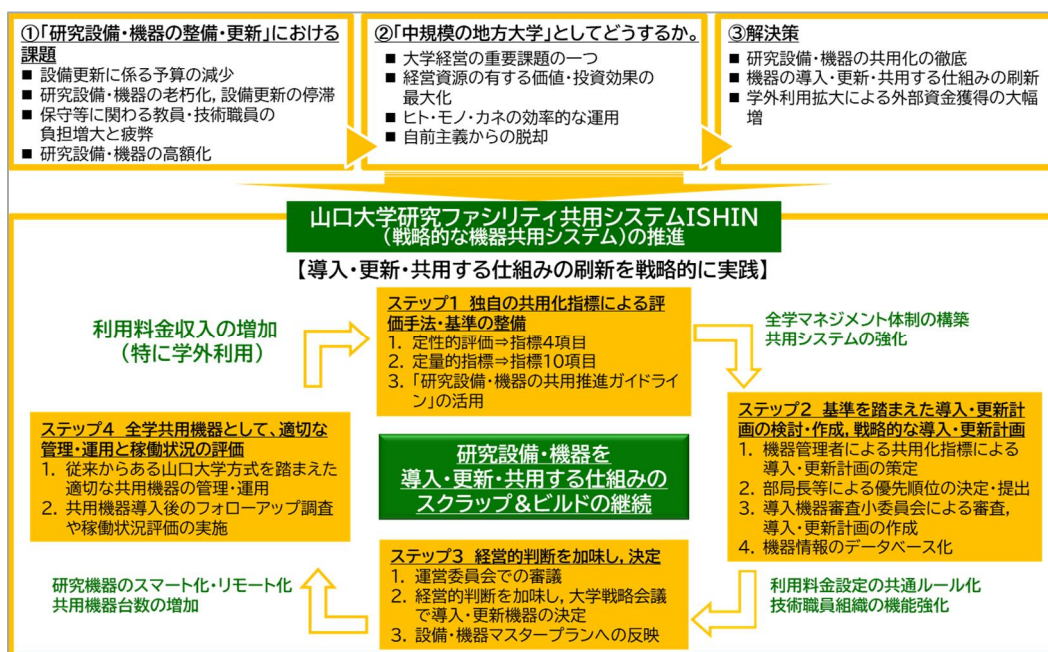 ①「研究設備・機器の整備・更新」における
課題
■ 設備更新に係る予算の減少
■ 研究設備・機器の老朽化，設備更新の停滞
■ 保守等に関わる教員・技術職員の
負担増大と疲弊
■ 研究設備・機器の高額化
②「中規模の地方大学」としてどうするか。
■ 大学経営の重要課題の一つ
■ 経営資源の有する価値・投資効果の
最大化
■ ヒト・モノ・カネの効率的な運用
■ 自前主義からの脱却
③解決策
■ 研究設備・機器の共用化の徹底
■ 機器の導入・更新・共用する仕組みの刷新
■ 学外利用拡大による外部資金獲得の大幅
増
山口大学研究ファシリティ共用システムISHIN
（戦略的な機器共用システム）の推進
【導入・更新・共用する仕組みの刷新を戦略的に実践】
ステップ1 独自の共用化指標による評
価手法・基準の整備
1. 定性的評価⇒指標4項目
2. 定量的指標⇒指標10項目
3. 「研究設備・機器の共用推進ガイドライ
ン」の活用
全学マネジメント体制の構築
共用システムの強化
ステップ2 基準を踏まえた導入・更新計
画の検討・作成，戦略的な導入・更新計画
1. 機器管理者による共用化指標による
導入・更新計画の策定
2. 部局長等による優先順位の決定・提出
3. 導入機器審査小委員会による審査，
導入・更新計画の作成
4. 機器情報のデータベース化
利用料金設定の共通ルール化
技術職員組織の機能強化
ステップ3 経営的判断を加味し，決定
1. 運営委員会での審議
2. 経営的判断を加味し，大学戦略会議
で導入・更新機器の決定
3. 設備・機器マスタープランへの反映
研究機器のスマート化・リモート化
共用機器台数の増加
ステップ4 全学共用機器として、適切な
管理・運用と稼働状況の評価
1. 従来からある山口大学方式を踏まえた
適切な共用機器の管理・運用
2. 共用機器導入後のフォローアップ調査
や稼働状況評価の実施
利用料金収入の増加
（特に学外利用）
研究設備・機器を
導入・更新・共用する仕組みの
スクラップ＆ビルドの継続